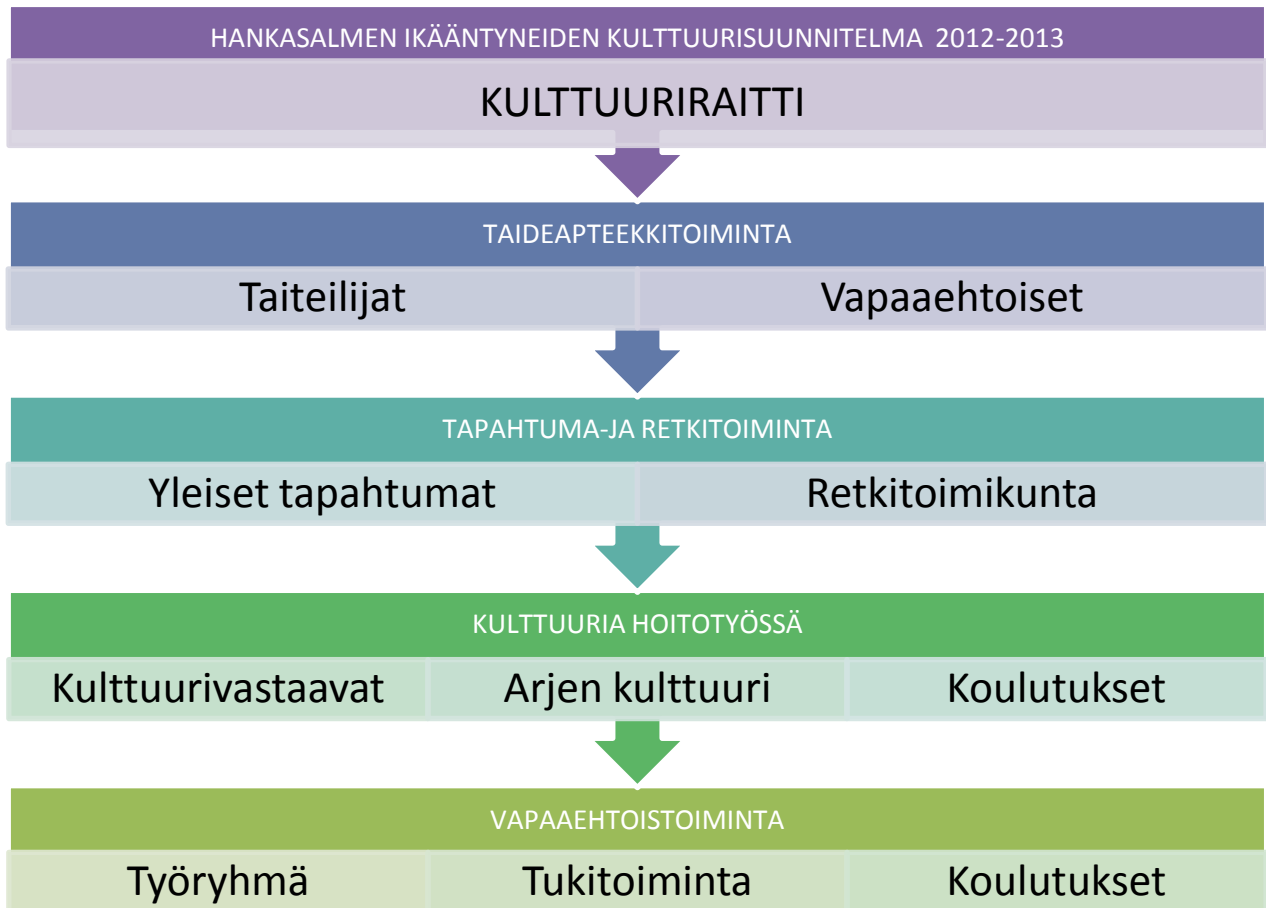 HANKASALMEN IKÄÄNTYNEIDEN KULTTUURISUUNNITELMA 2012-2013
KULTTUURIRAITTI
TAIDEAPTEEKKITOIMINTA
Taiteilijat Vapaaehtoiset
TAPAHTUMA-JA RETKITOIMINTA
Yleiset tapahtumat Retkitoimikunta
KULTTUURIA HOITOTYÖSSÄ
Kulttuurivastaavat Arjen kulttuuri Koulutukset
VAPAAEHTOISTOIMINTA
Työryhmä Tukitoiminta Koulutukset